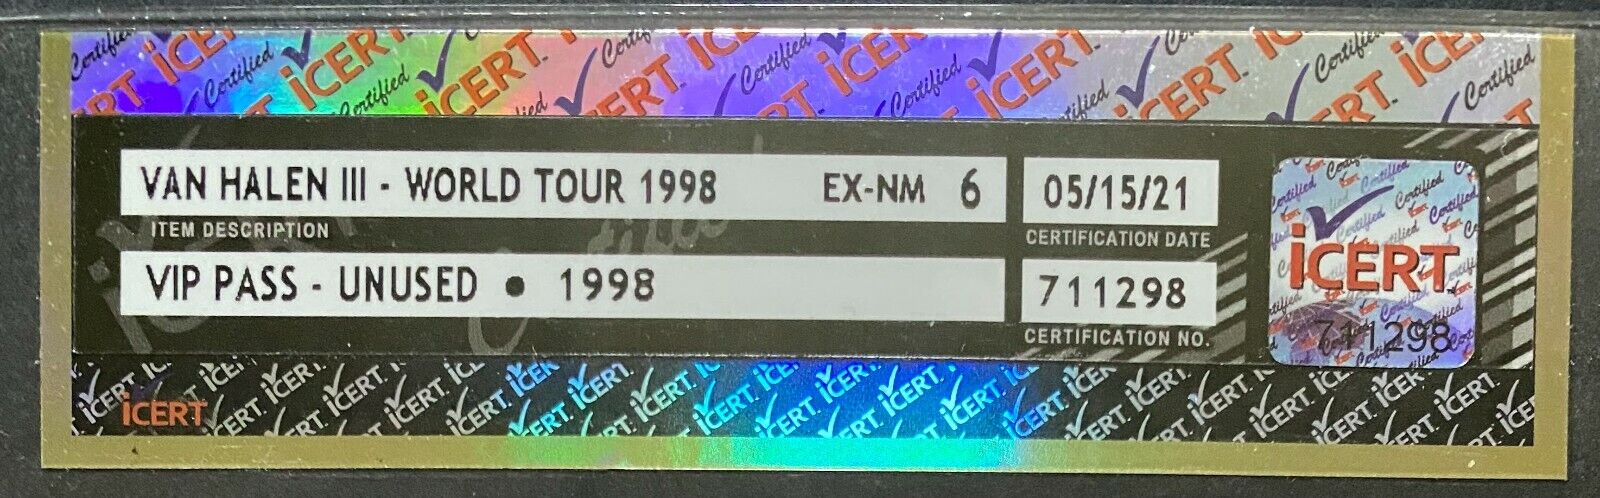 VAN HALEN III - WORLD TOUR 1998 EX-NM 6 05/15/21
ITEM DESCRIPTION CERTIFICATION DATE
VIP PASS - UNUSED • 1998 711298
CERTIFICATION NO.
iCERT
711298
iCERT